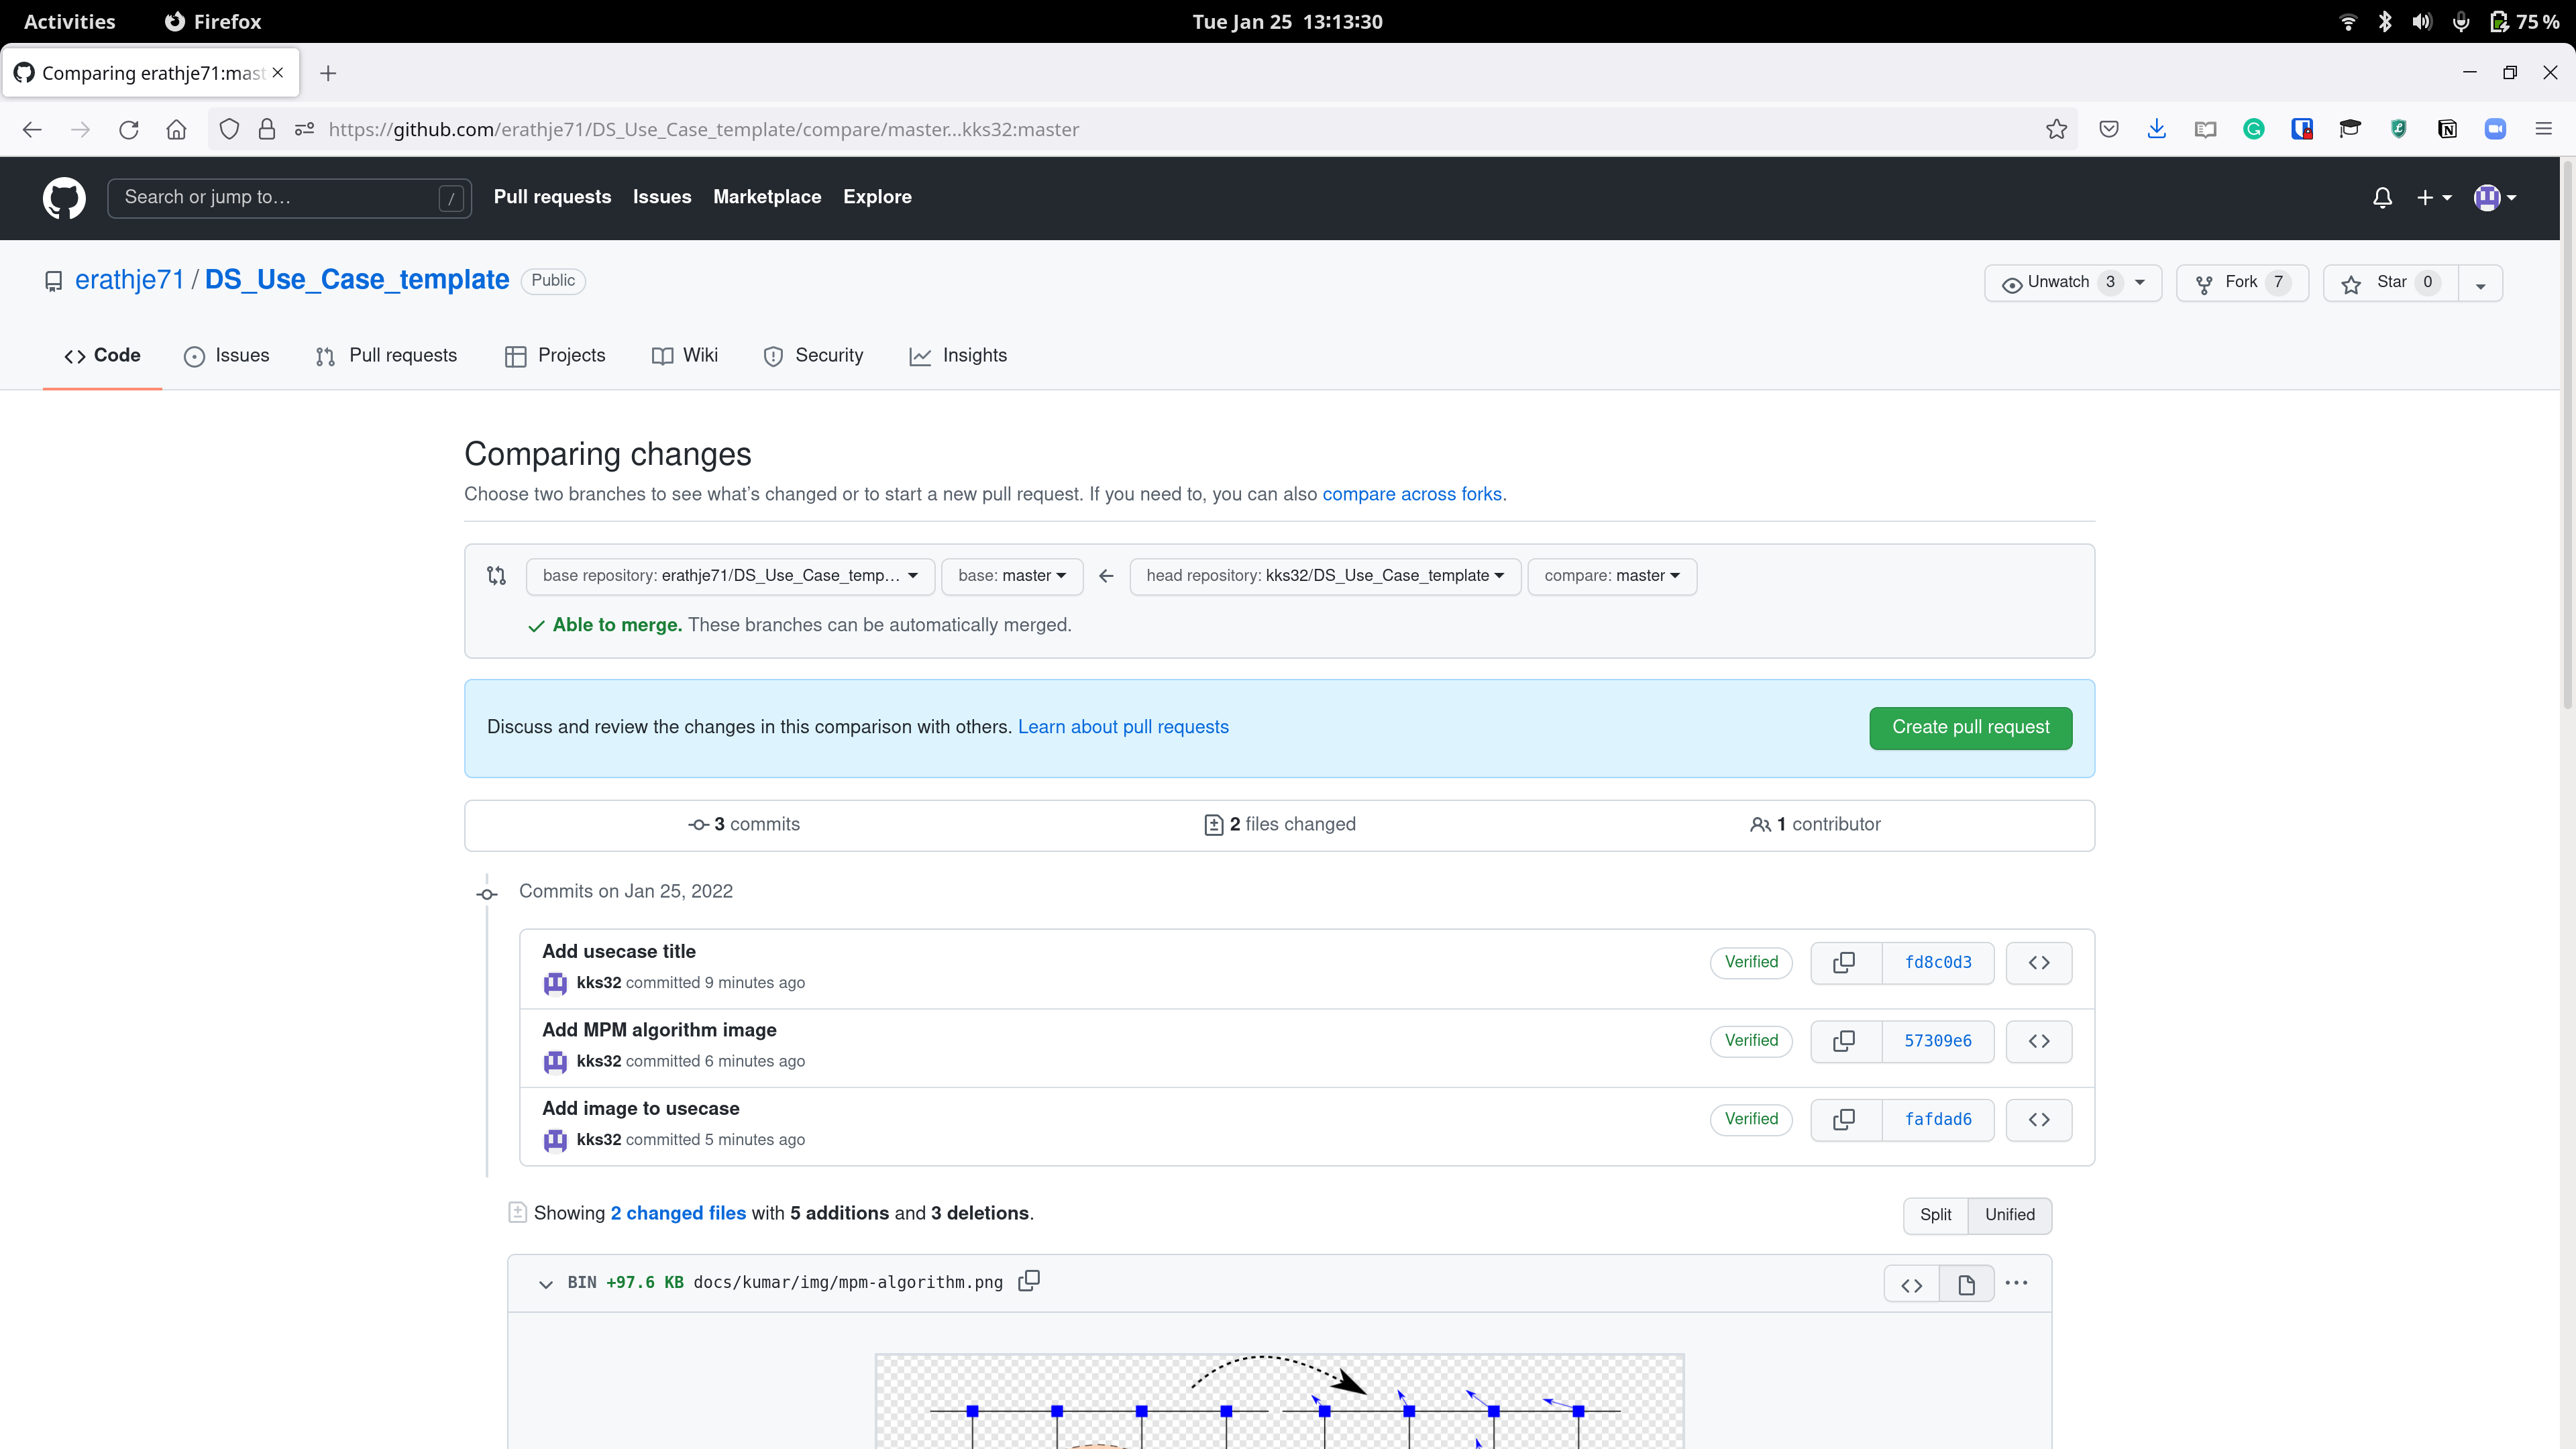 Activities Firefox Tue Jan 25 13:13:30 75%
Comparing erathje71:mast
https://github.com/erathje71/DS_Use_Case_template/compare/master...kks32:master
Search or jump to… / Pull requests Issues Marketplace Explore
erathje71 / DS_Use_Case_template Public Unwatch 3 Fork 7 Star 0
Code Issues Pull requests Projects Wiki Security Insights
Comparing changes
Choose two branches to see what’s changed or to start a new pull request. If you need to, you can also compare across forks.
base repository: erathje71/DS_Use_Case_temp… base: master head repository: kks32/DS_Use_Case_template compare: master
Able to merge. These branches can be automatically merged.
Discuss and review the changes in this comparison with others. Learn about pull requests Create pull request
3 commits 2 files changed 1 contributor
Commits on Jan 25, 2022
Add usecase title
kks32 committed 9 minutes ago Verified fd8c0d3
Add MPM algorithm image
kks32 committed 6 minutes ago Verified 57309e6
Add image to usecase
kks32 committed 5 minutes ago Verified fafdad6
Showing 2 changed files with 5 additions and 3 deletions. Split Unified
BIN +97.6 KB docs/kumar/img/mpm-algorithm.png